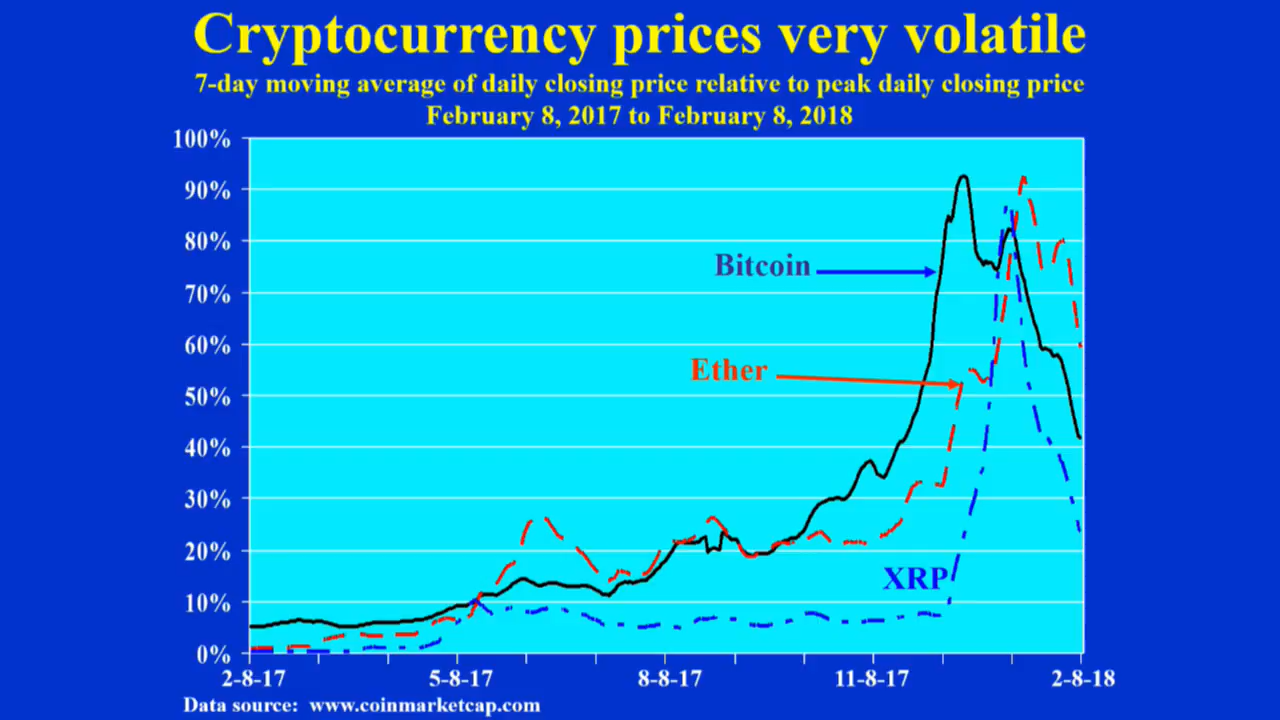 Cryptocurrency prices very volatile
7-day moving average of daily closing price relative to peak daily closing price
February 8, 2017 to February 8, 2018
100%
90%
80%
Bitcoin
70%
60%
Ether
50%
40%
30%
20%
XRP
10%
0%
2-8-17 5-8-17 8-8-17 11-8-17 2-8-18
Data source: www.coinmarketcap.com